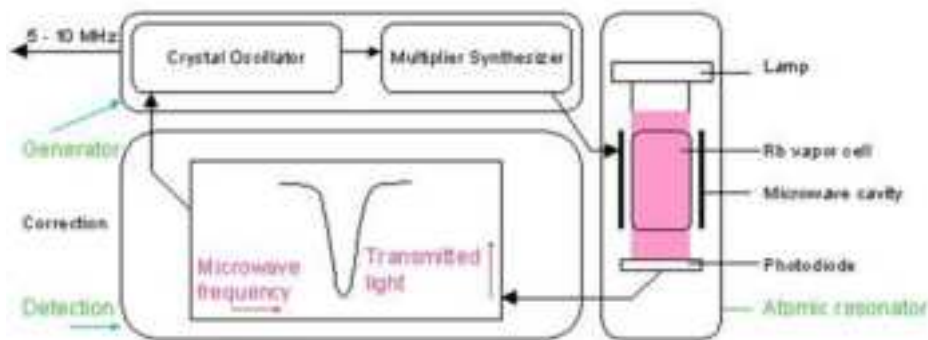 5 - 10 MHz
Crystal Oscillator
Multiplier Synthesizer
Lamp
Generator
Rb vapor cell
Microwave cavity
Correction
Microwave
frequency
Transmitted
light
Photodiode
Detection
Atomic resonator